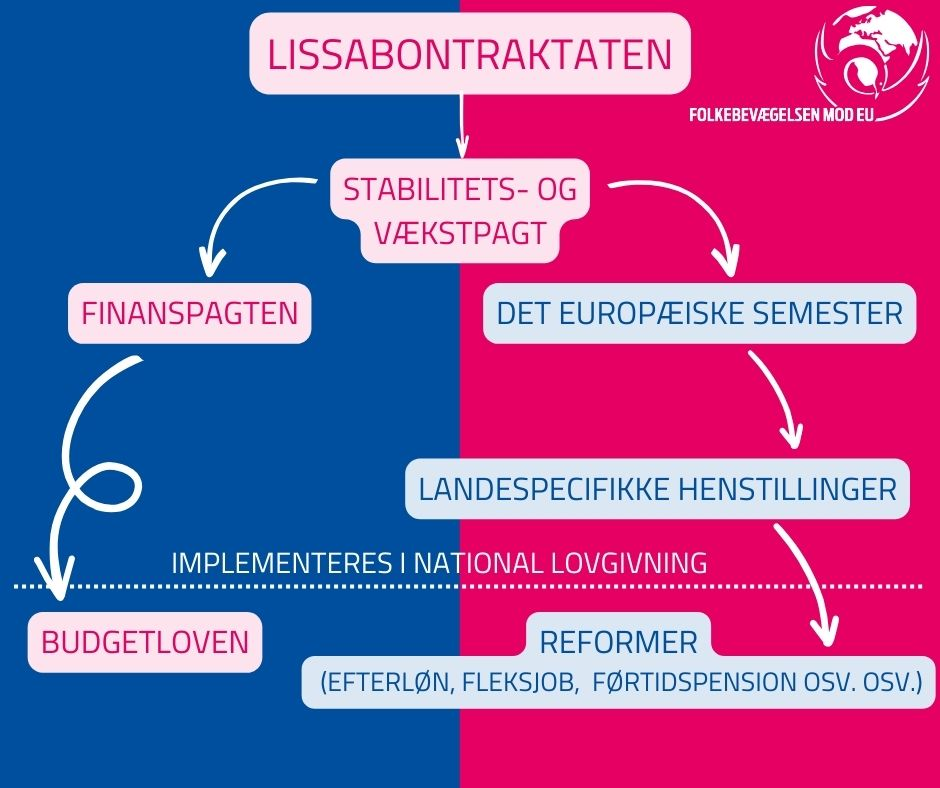 LISSABONTRAKTATEN
FOLKEBEVÆGELSEN MOD EU
STABILITETS- OG
VÆKSTPAGT
FINANSPAGTEN
DET EUROPÆISKE SEMESTER
LANDESPECIFIKKE HENSTILLINGER
IMPLEMENTERES I NATIONAL LOVGIVNING
BUDGETLOVEN
REFORMER
(EFTERLØN, FLEKSJOB, FØRTIDSPENSION OSV. OSV.)